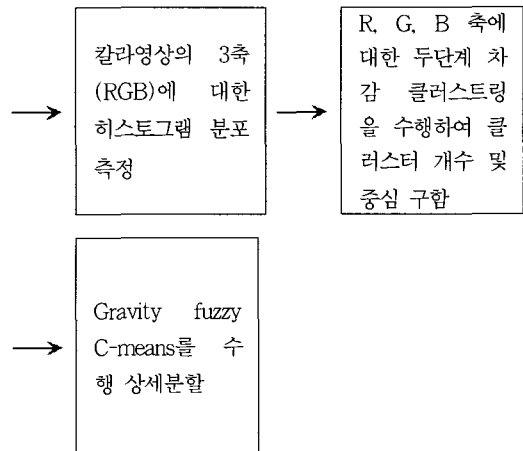 칼라영상의 3축
(RGB)에 대한
히스토그램 분포
측정
R, G, B 축에
대한 두단계 차
감 클러스트링
을 수행하여 클
러스터 개수 및
중심 구함
Gravity fuzzy
C-means를 수
행 상세분할